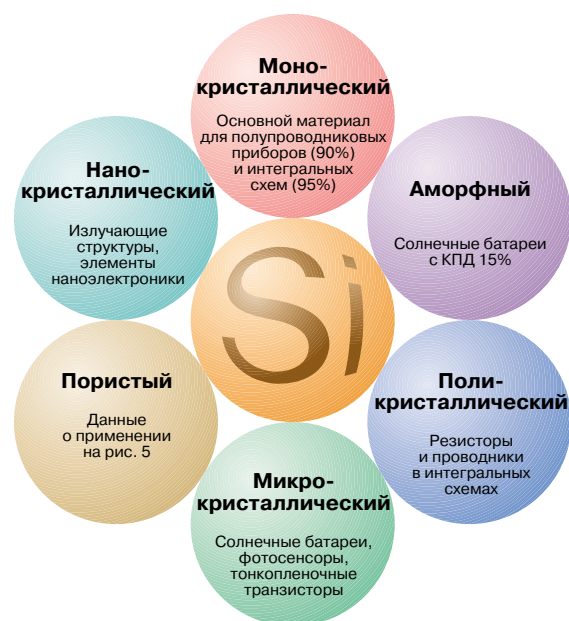 Моно-
кристаллический
Основной материал
для полупроводниковых
приборов (90%)
и интегральных
схем (95%)
Нано-
кристаллический
Излучающие
структуры,
элементы
наноэлектроники
Аморфный
Солнечные батареи
с КПД 15%
Si
Пористый
Данные
о применении
на рис. 5
Поли-
кристаллический
Резисторы
и проводники
в интегральных
схемах
Микро-
кристаллический
Солнечные батареи,
фотосенсоры,
тонкопленочные
транзисторы